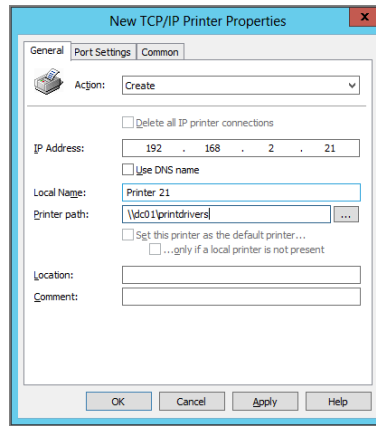 New TCP/IP Printer Properties x
General Port Settings Common
Action: Create
Delete all IP printer connections
IP Address: 192 . 168 . 2 . 21
Use DNS name
Local Name: Printer 21
Printer path: \\dc01\printdrivers ...
Set this printer as the default printer...
...only if a local printer is not present
Location:
Comment:
OK Cancel Apply Help